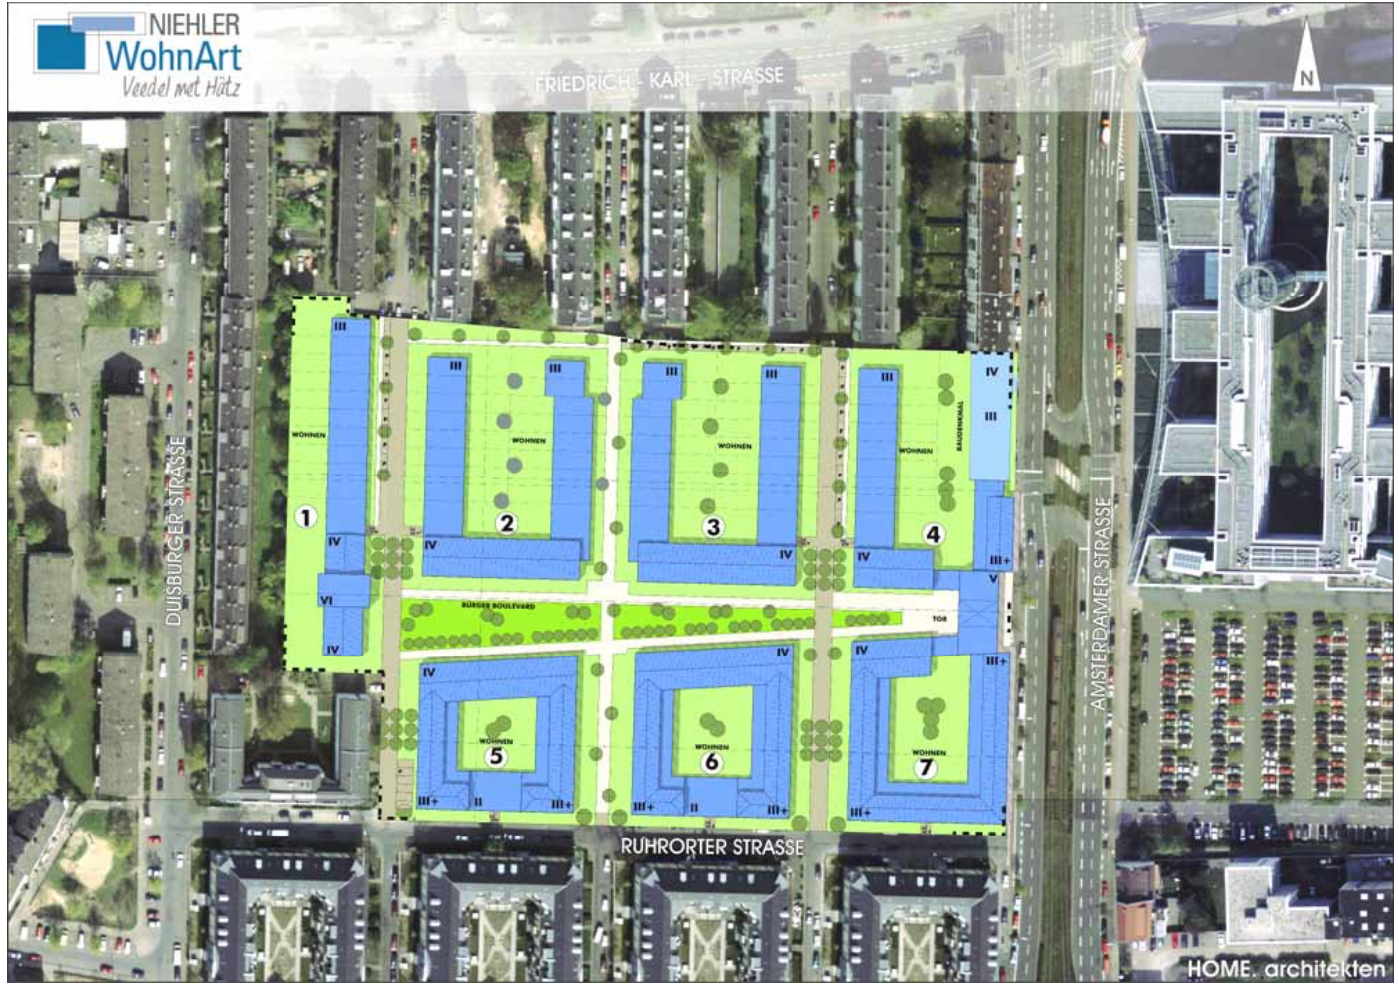 NIEHLER
WohnArt
Veedel met Hätz
FRIEDRICH - KARL - STRASSE
N
III
III
III
III
III
III
IV
III
BAUDENKMAL
WOHNEN
WOHNEN
WOHNEN
WOHNEN
1
2
3
4
IV
IV
IV
IV
III+
V
VI
IV
BÜRGER BOULEVARD
TOR
DUISBURGER STRASSE
AMSTERDAMER STRASSE
IV
IV
IV
III+
WOHNEN
5
WOHNEN
6
WOHNEN
7
III+
II
III+
III+
II
III+
III+
RUHRORTER STRASSE
HOME. architekten